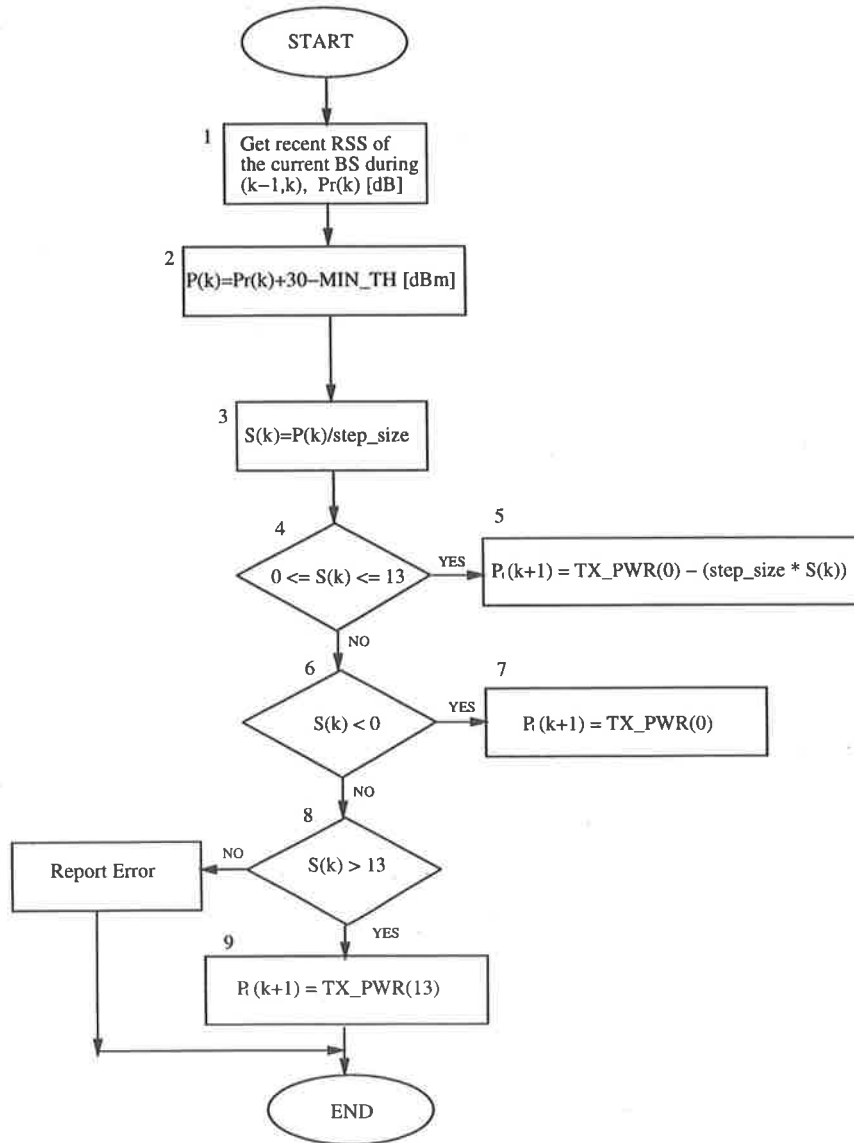 START
1
Get recent RSS of
the current BS during
(k−1,k), Pr(k) [dB]
2
P(k)=Pr(k)+30−MIN_TH [dBm]
3
S(k)=P(k)/step_size
4
0 <= S(k) <= 13
YES
5
(k+1) = TX_PWR(0) − (step_size * S(k))
NO
6
S(k) < 0
YES
7
(k+1) = TX_PWR(0)
NO
8
S(k) > 13
NO
Report Error
YES
9
(k+1) = TX_PWR(13)
END